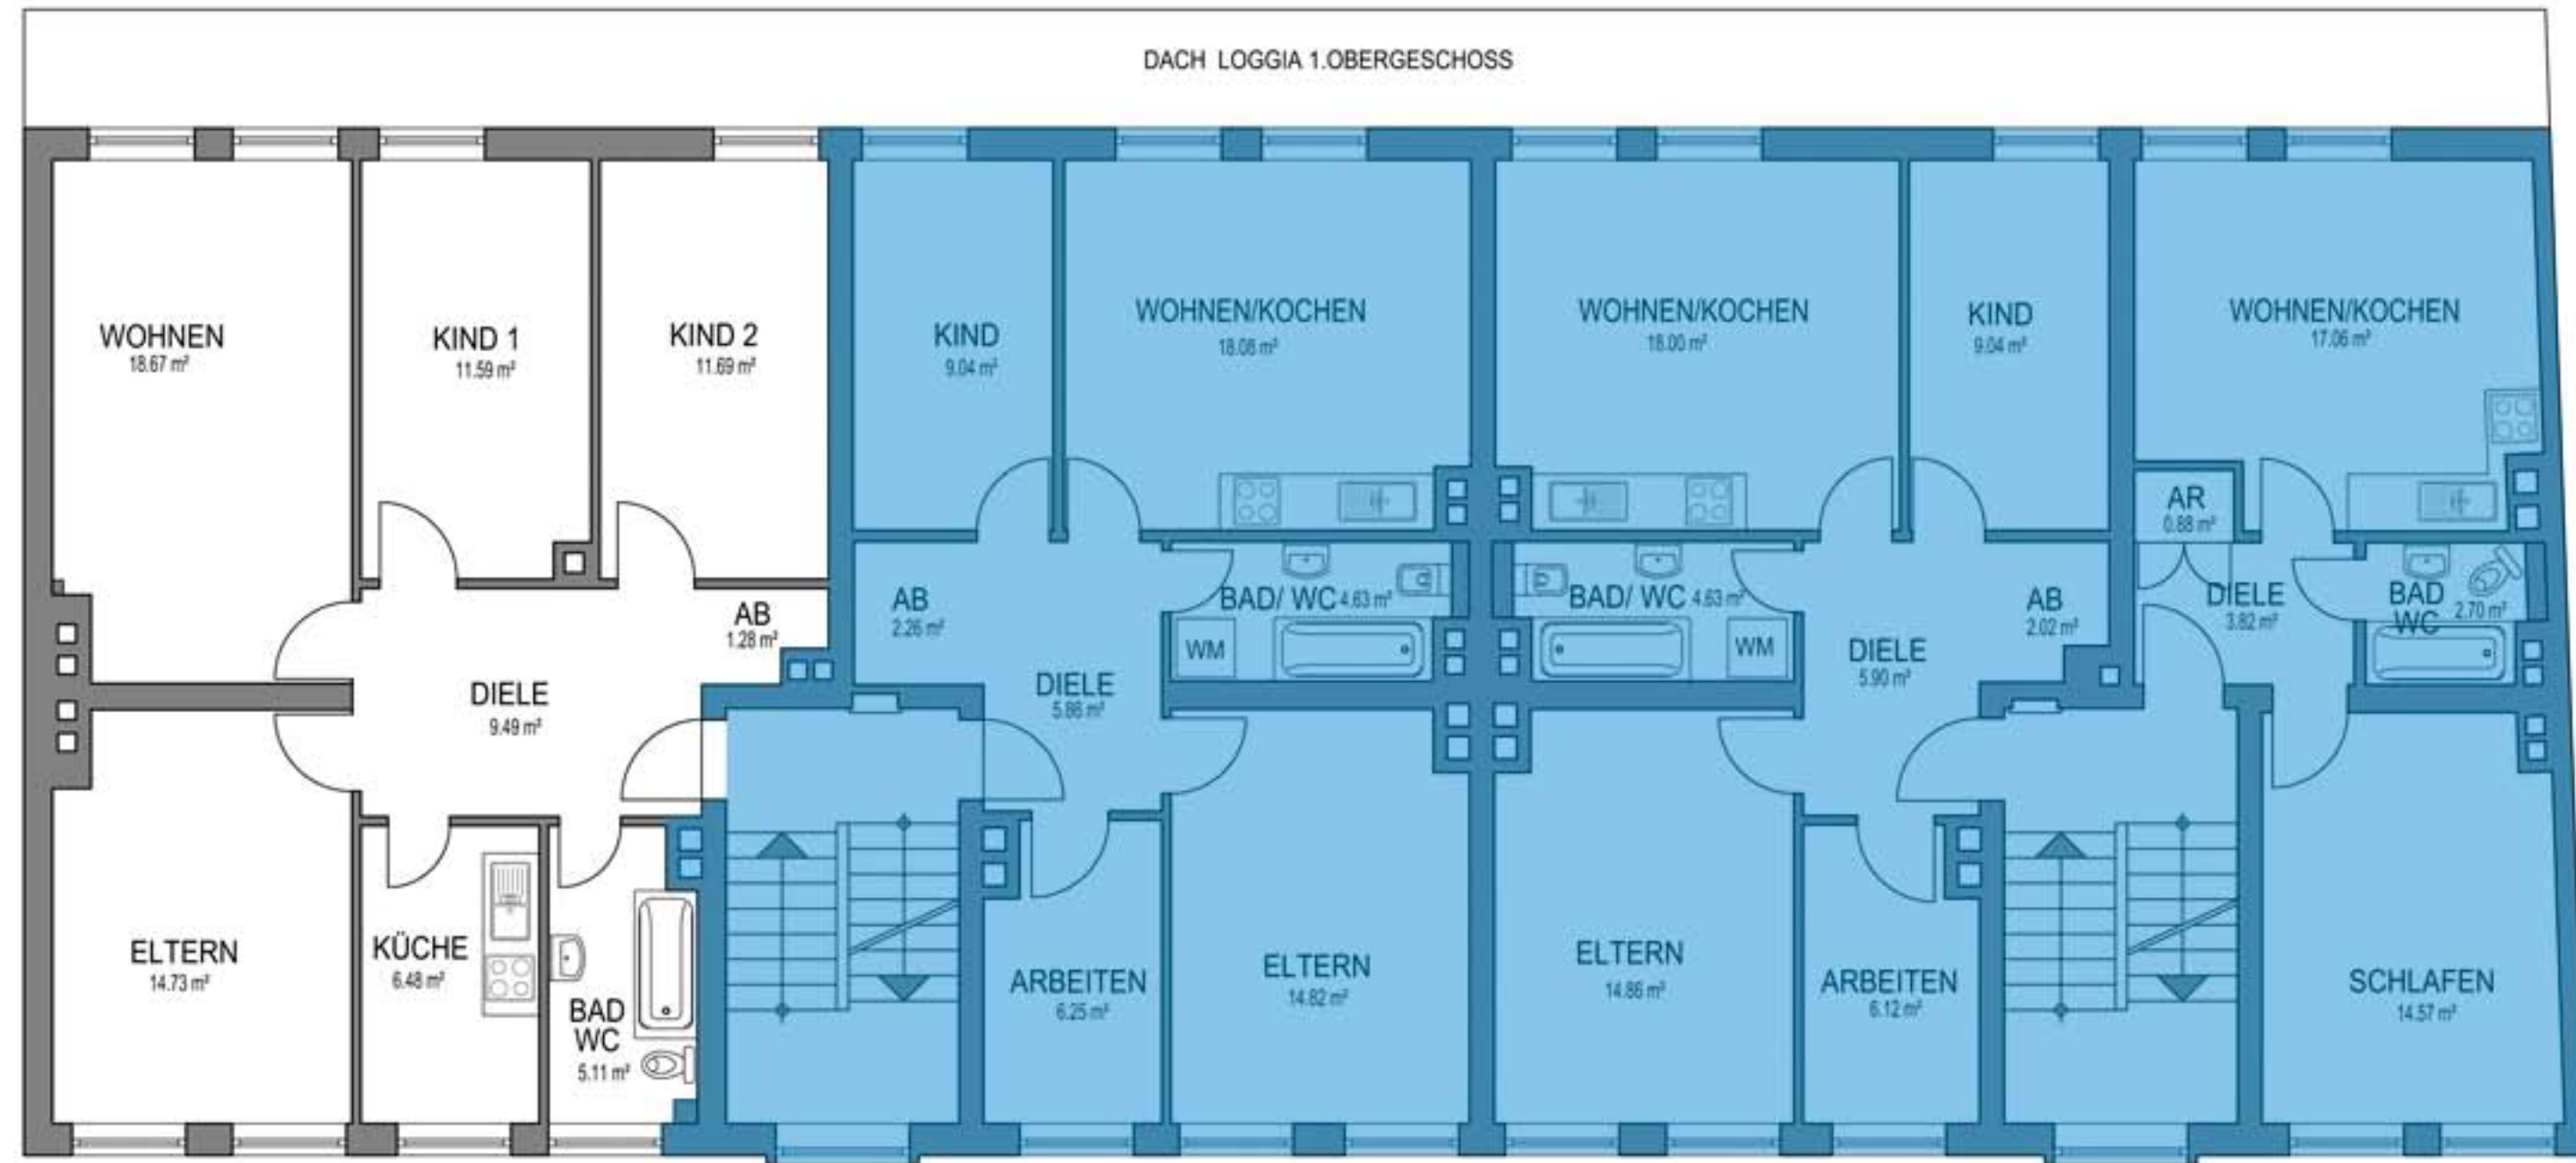 DACH LOGGIA 1.OBERGESCHOSS
WOHNEN
18.67 m²
KIND 1
11.59 m²
KIND 2
11.69 m²
KIND
9.04 m²
WOHNEN/KOCHEN
18.08 m²
WOHNEN/KOCHEN
18.00 m²
KIND
9.04 m²
WOHNEN/KOCHEN
17.06 m²
AR
0.88 m²
AB
1.28 m²
AB
2.26 m²
BAD/ WC 4.63 m²
WM
BAD/ WC 4.63 m²
WM
AB
2.02 m²
DIELE
3.82 m²
BAD
WC
2.70 m²
DIELE
9.49 m²
DIELE
5.86 m²
DIELE
5.90 m²
ELTERN
14.73 m²
KÜCHE
6.48 m²
BAD
WC
5.11 m²
ARBEITEN
6.25 m²
ELTERN
14.82 m²
ELTERN
14.86 m²
ARBEITEN
6.12 m²
SCHLAFEN
14.57 m²